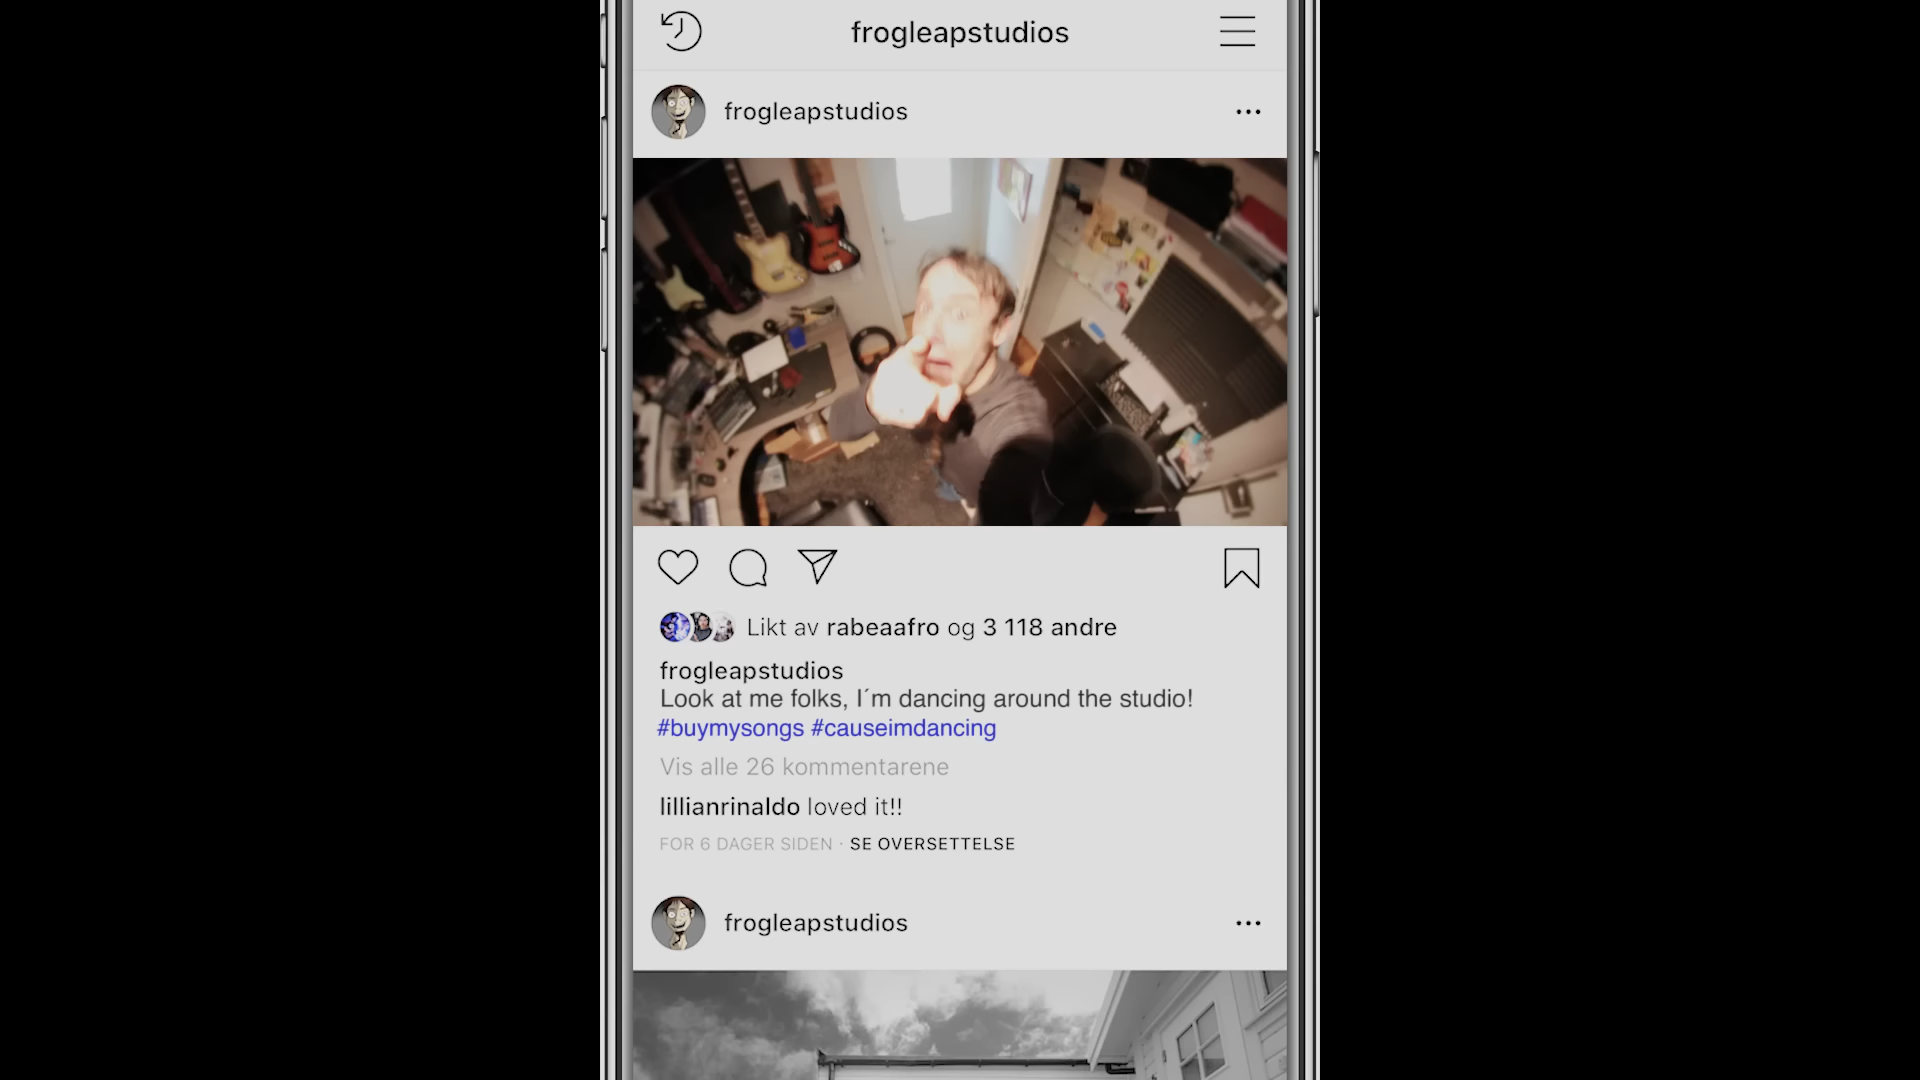 frogleapstudios
frogleapstudios
Likt av rabeaafro og 3 118 andre
frogleapstudios
Look at me folks, I´m dancing around the studio!
#buymysongs #causeimdancing
Vis alle 26 kommentarene
lillianrinaldo loved it!!
FOR 6 DAGER SIDEN · SE OVERSETTELSE
frogleapstudios